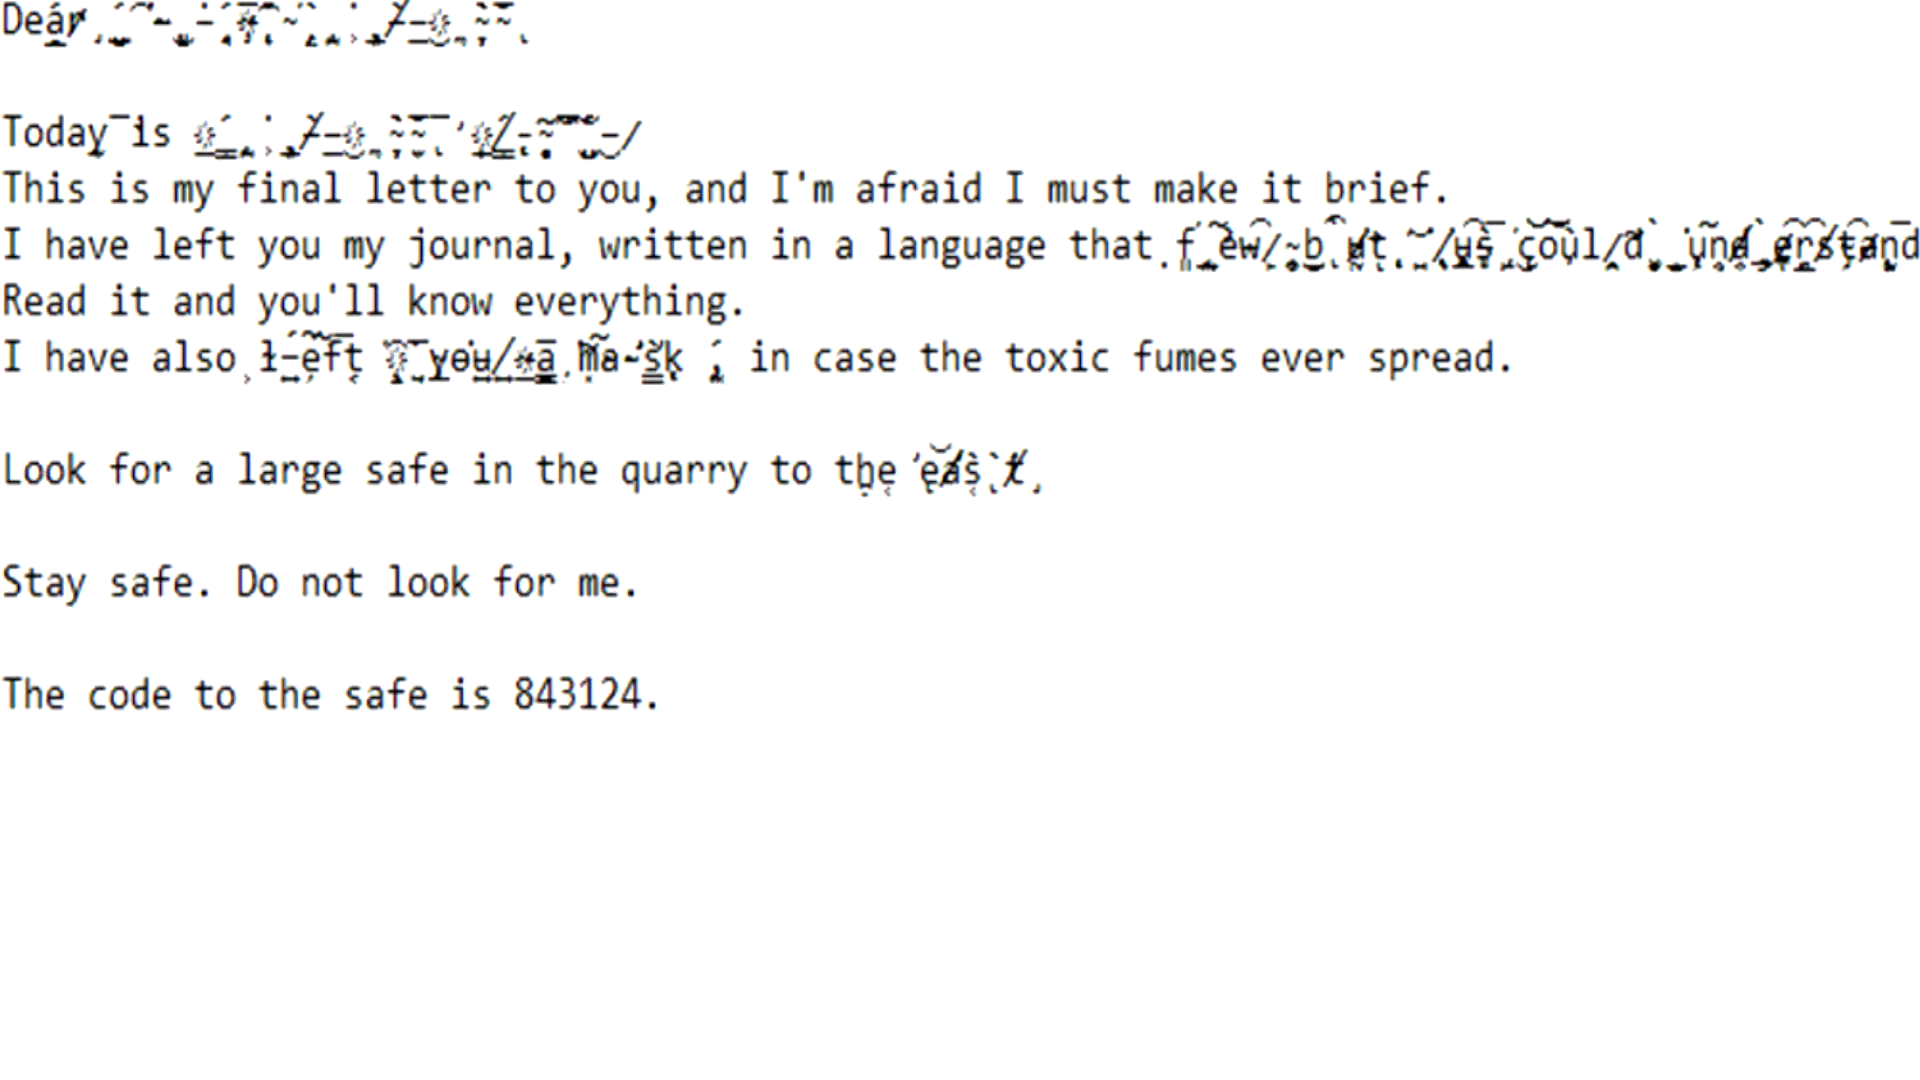 Dear
Today is
This is my final letter to you, and I'm afraid I must make it brief.
I have left you my journal, written in a language that few but us could understand
Read it and you'll know everything.
I have also left you a mask, in case the toxic fumes ever spread.
Look for a large safe in the quarry to the east
Stay safe. Do not look for me.
The code to the safe is 843124.